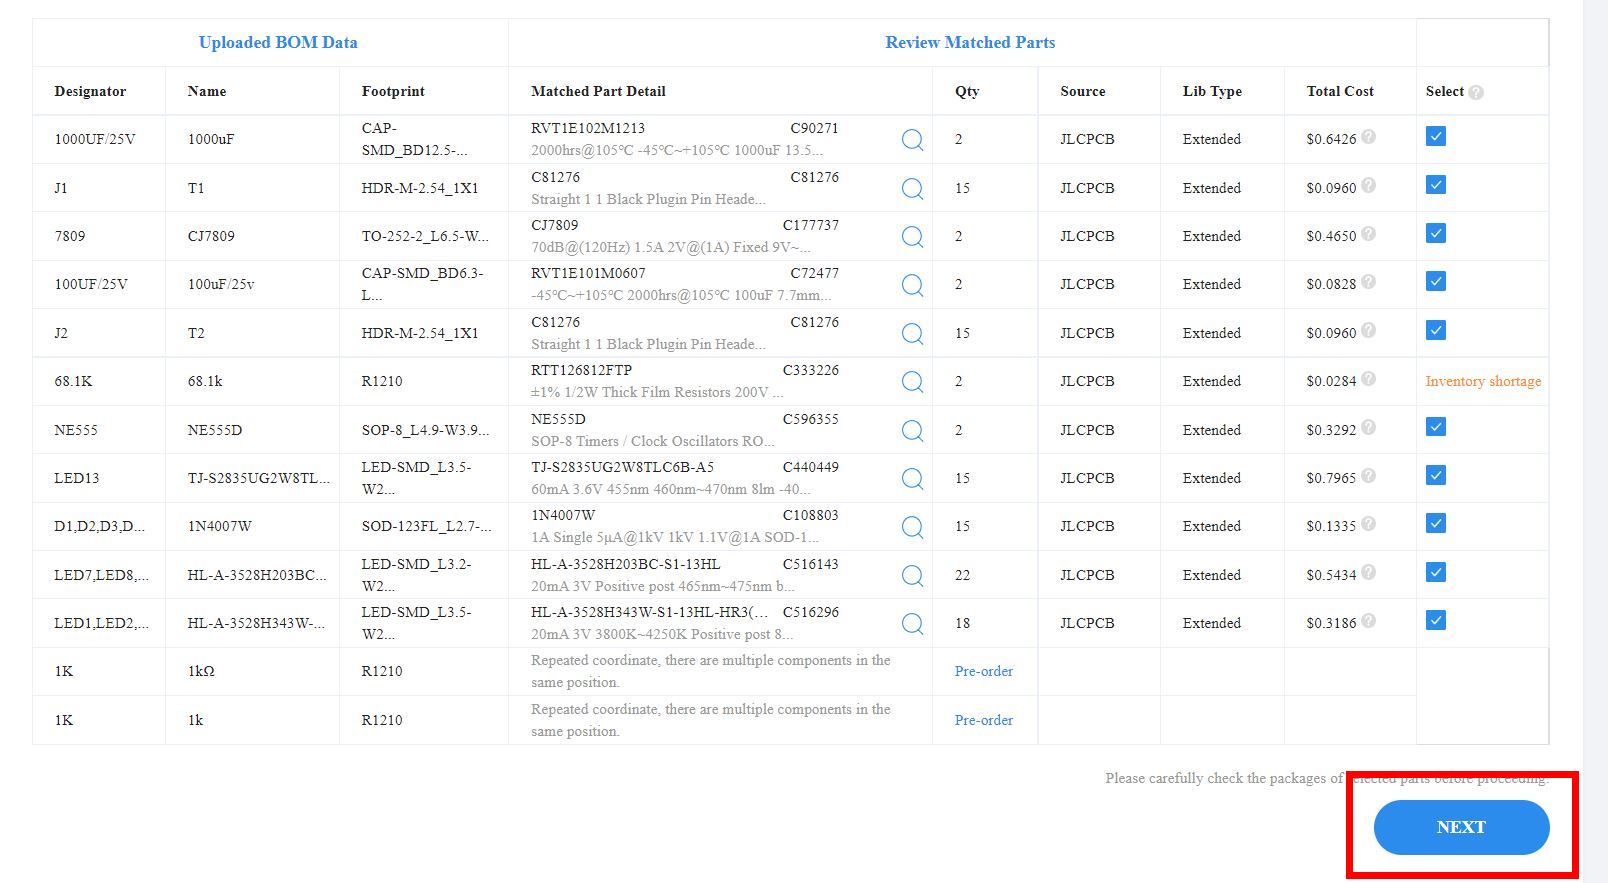 Uploaded BOM Data Review Matched Parts
Designator Name Footprint Matched Part Detail Qty Source Lib Type Total Cost Select ?
1000UF/25V 1000uF CAP-SMD_BD12.5-... RVT1E102M1213 C90271 2 JLCPCB Extended $0.6426 ?
2000hrs@105℃ -45℃~+105℃ 1000uF 13.5...
J1 T1 HDR-M-2.54_1X1 C81276 C81276 15 JLCPCB Extended $0.0960 ?
Straight 1 1 Black Plugin Pin Heade...
7809 CJ7809 TO-252-2_L6.5-W... CJ7809 C177737 2 JLCPCB Extended $0.4650 ?
70dB@(120Hz) 1.5A 2V@(1A) Fixed 9V~...
100UF/25V 100uF/25v CAP-SMD_BD6.3-L... RVT1E101M0607 C72477 2 JLCPCB Extended $0.0828 ?
-45℃~+105℃ 2000hrs@105℃ 100uF 7.7mm...
J2 T2 HDR-M-2.54_1X1 C81276 C81276 15 JLCPCB Extended $0.0960 ?
Straight 1 1 Black Plugin Pin Heade...
68.1K 68.1k R1210 RTT126812FTP C333226 2 JLCPCB Extended $0.0284 ? Inventory shortage
±1% 1/2W Thick Film Resistors 200V ...
NE555 NE555D SOP-8_L4.9-W3.9... NE555D C596355 2 JLCPCB Extended $0.3292 ?
SOP-8 Timers / Clock Oscillators RO...
LED13 TJ-S2835UG2W8TL... LED-SMD_L3.5-W2... TJ-S2835UG2W8TLC6B-A5 C440449 15 JLCPCB Extended $0.7965 ?
60mA 3.6V 455nm 460nm~470nm 8lm -40...
D1,D2,D3,D... 1N4007W SOD-123FL_L2.7-... 1N4007W C108803 15 JLCPCB Extended $0.1335 ?
1A Single 5μA@1kV 1kV 1.1V@1A SOD-1...
LED7,LED8,... HL-A-3528H203BC... LED-SMD_L3.2-W2... HL-A-3528H203BC-S1-13HL C516143 22 JLCPCB Extended $0.5434 ?
20mA 3V Positive post 465nm~475nm b...
LED1,LED2,... HL-A-3528H343W-... LED-SMD_L3.5-W2... HL-A-3528H343W-S1-13HL-HR3(... C516296 18 JLCPCB Extended $0.3186 ?
20mA 3V 3800K~4250K Positive post 8...
1K 1kΩ R1210 Repeated coordinate, there are multiple components in the same position. Pre-order
1K 1k R1210 Repeated coordinate, there are multiple components in the same position. Pre-order
Please carefully check the packages of selected parts before proceeding.
NEXT